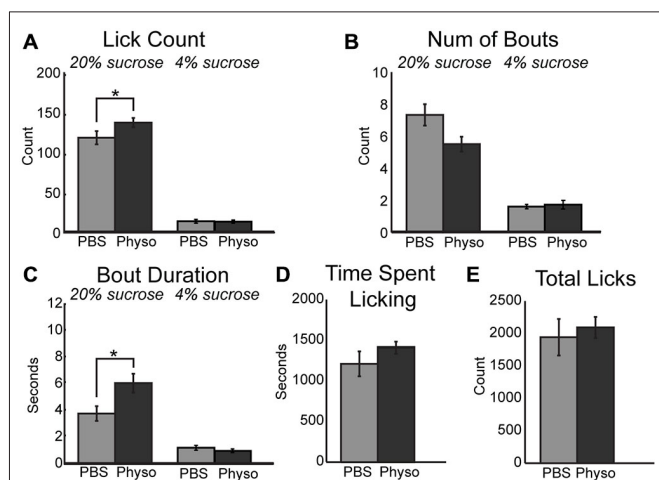 A Lick Count
20% sucrose 4% sucrose
200
150
100
50
0
Count
*
PBS Physo PBS Physo
B Num of Bouts
20% sucrose 4% sucrose
10
8
6
4
2
0
Count
PBS Physo PBS Physo
C Bout Duration
20% sucrose 4% sucrose
12
10
8
6
4
2
0
Seconds
*
PBS Physo PBS Physo
D Time Spent
Licking
2000
1500
1000
500
0
Seconds
PBS Physo
E Total Licks
2500
2000
1500
1000
500
0
Count
PBS Physo